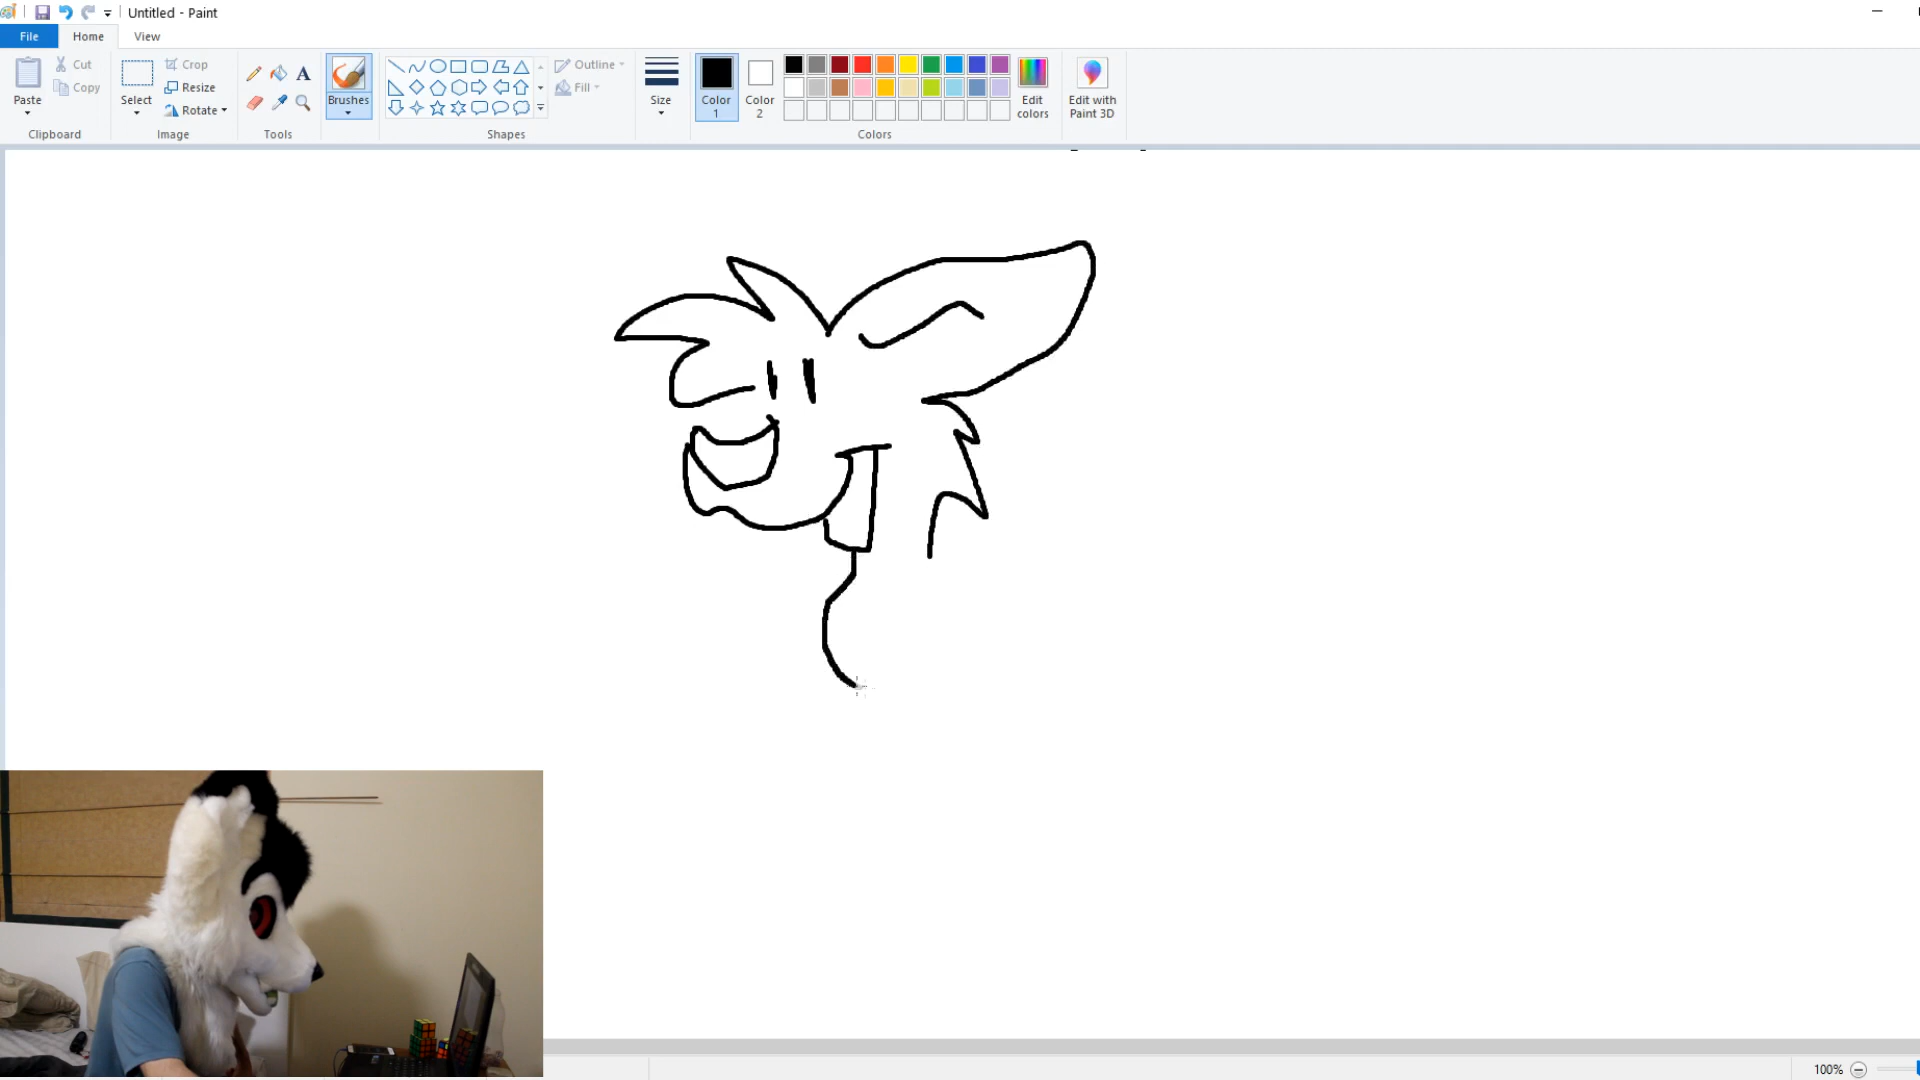 Untitled - Paint
File Home View
Paste
Cut
Copy
Clipboard
Select
Crop
Resize
Rotate
Image
A
Tools
Brushes
Outline
Fill
Shapes
Size
Color 1
Color 2
Edit colors
Colors
Edit with Paint 3D
100%